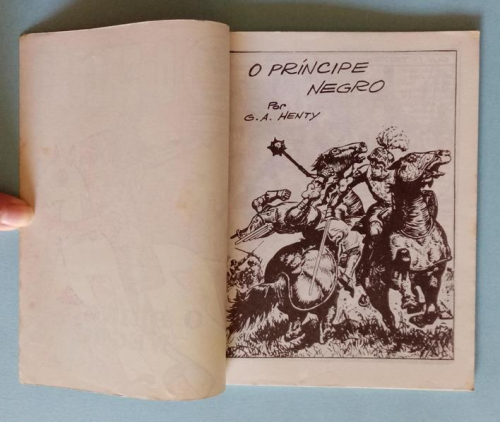 O PRÍNCIPE
NEGRO
Por
G. A. HENTY